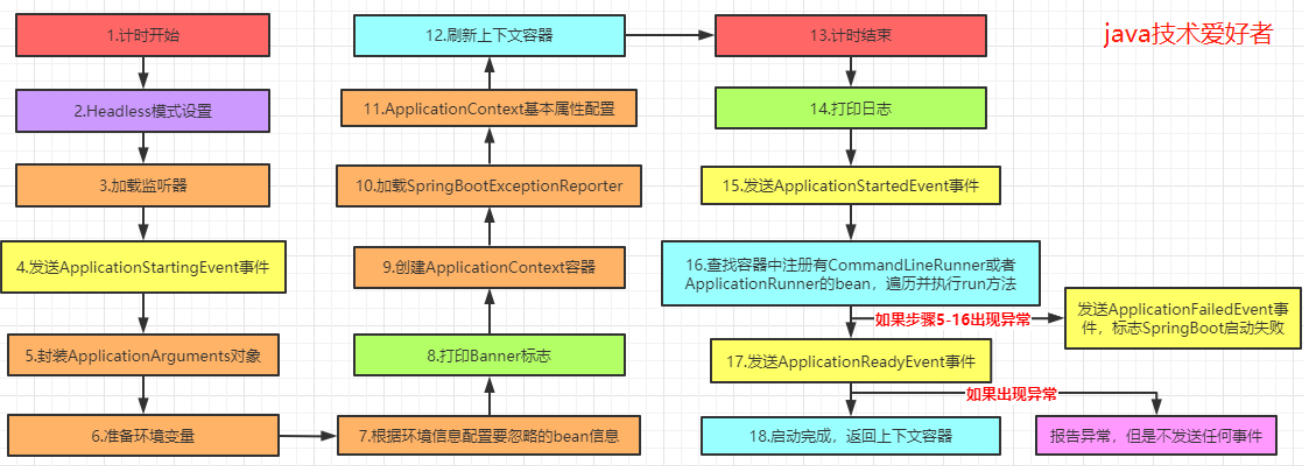 java技术爱好者
1.计时开始
2.Headless模式设置
3.加载监听器
4.发送ApplicationStartingEvent事件
5.封装ApplicationArguments对象
6.准备环境变量
7.根据环境信息配置要忽略的bean信息
8.打印Banner标志
9.创建ApplicationContext容器
10.加载SpringBootExceptionReporter
11.ApplicationContext基本属性配置
12.刷新上下文容器
13.计时结束
14.打印日志
15.发送ApplicationStartedEvent事件
16.查找容器中注册有CommandLineRunner或者
ApplicationRunner的bean，遍历并执行run方法
如果步骤5-16出现异常
发送ApplicationFailedEvent事
件，标志SpringBoot启动失败
17.发送ApplicationReadyEvent事件
如果出现异常
18.启动完成，返回上下文容器
报告异常，但是不发送任何事件